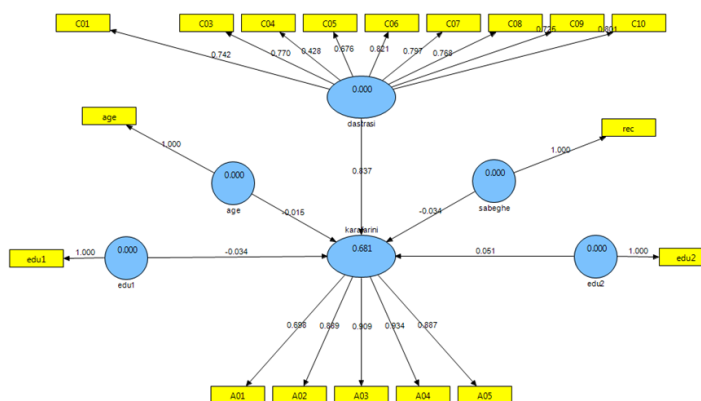 C01 C03 C04 C05 C06 C07 C08 C09 C10
0.742 0.770 0.428 0.676 0.821 0.797 0.768 0.725 0.801
0.000
dastrasi
age
rec
1.000
1.000
0.837
0.000
age
0.000
sabeghe
-0.015
-0.034
karafarini
0.681
edu1
1.000
0.000
edu1
-0.034
0.051
0.000
edu2
1.000
edu2
0.698 0.889 0.909 0.934 0.887
A01 A02 A03 A04 A05